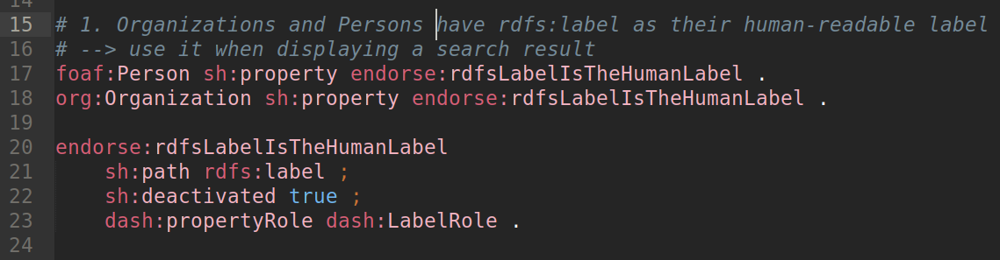 14
15 # 1. Organizations and Persons have rdfs:label as their human-readable label
16 # --> use it when displaying a search result
17 foaf:Person sh:property endorse:rdfsLabelIsTheHumanLabel .
18 org:Organization sh:property endorse:rdfsLabelIsTheHumanLabel .
19
20 endorse:rdfsLabelIsTheHumanLabel
21     sh:path rdfs:label ;
22     sh:deactivated true ;
23     dash:propertyRole dash:LabelRole .
24